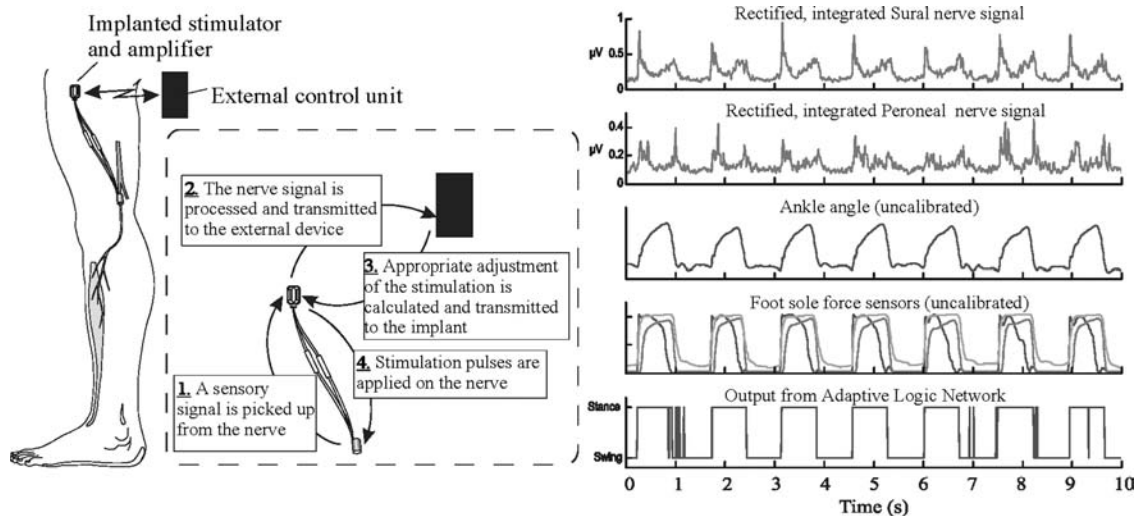 Implanted stimulator
and amplifier
External control unit
2. The nerve signal is
processed and transmitted
to the external device
3. Appropriate adjustment
of the stimulation is
calculated and transmitted
to the implant
4. Stimulation pulses are
applied on the nerve
1. A sensory
signal is picked up
from the nerve
Rectified, integrated Sural nerve signal
1
µV
0.5
0
Rectified, integrated Peroneal nerve signal
0.4
µV
0.2
0
Ankle angle (uncalibrated)
Foot sole force sensors (uncalibrated)
Output from Adaptive Logic Network
Stance
Swing
0 1 2 3 4 5 6 7 8 9 10
Time (s)